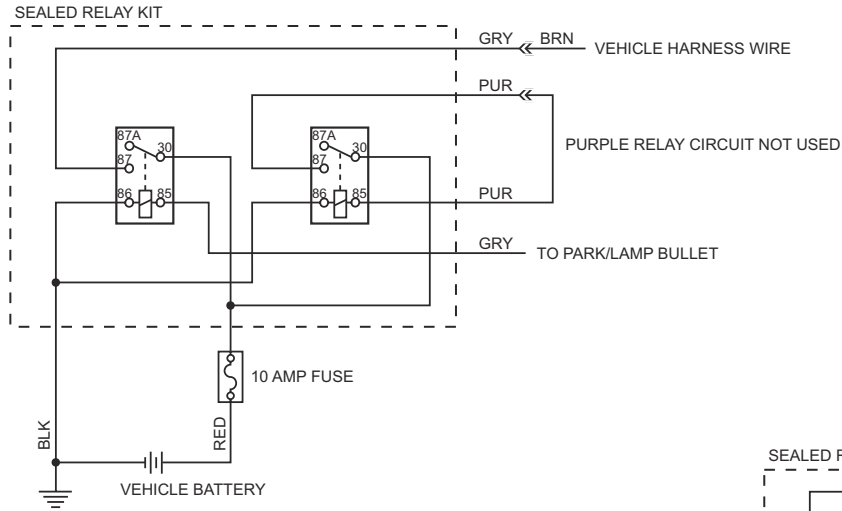 SEALED RELAY KIT
GRY BRN VEHICLE HARNESS WIRE
PUR
87A 30 87A 30
87 87
PURPLE RELAY CIRCUIT NOT USED
86 85 86 85
PUR
GRY TO PARK/LAMP BULLET
10 AMP FUSE
BLK
RED
VEHICLE BATTERY
SEALED